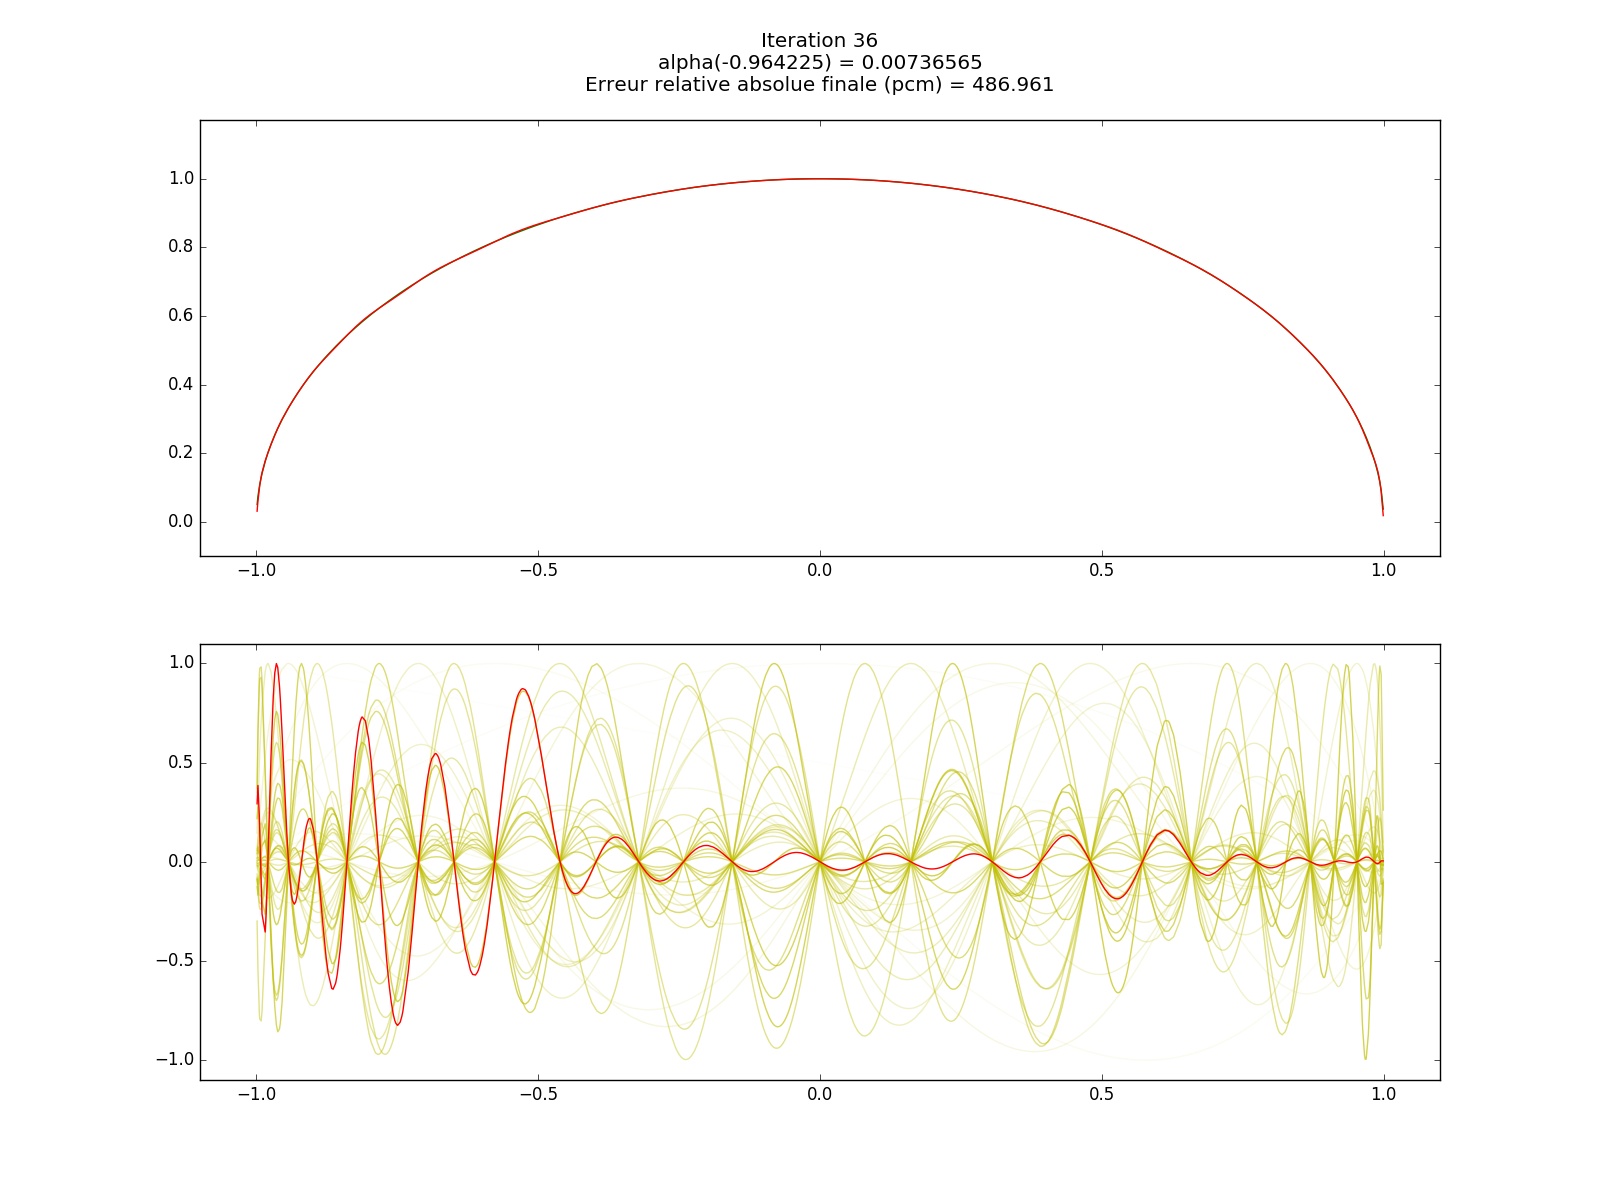 Iteration 36
alpha(-0.964225) = 0.00736565
Erreur relative absolue finale (pcm) = 486.961
1.0
0.8
0.6
0.4
0.2
0.0
−1.0 −0.5 0.0 0.5 1.0
1.0
0.5
0.0
−0.5
−1.0
−1.0 −0.5 0.0 0.5 1.0